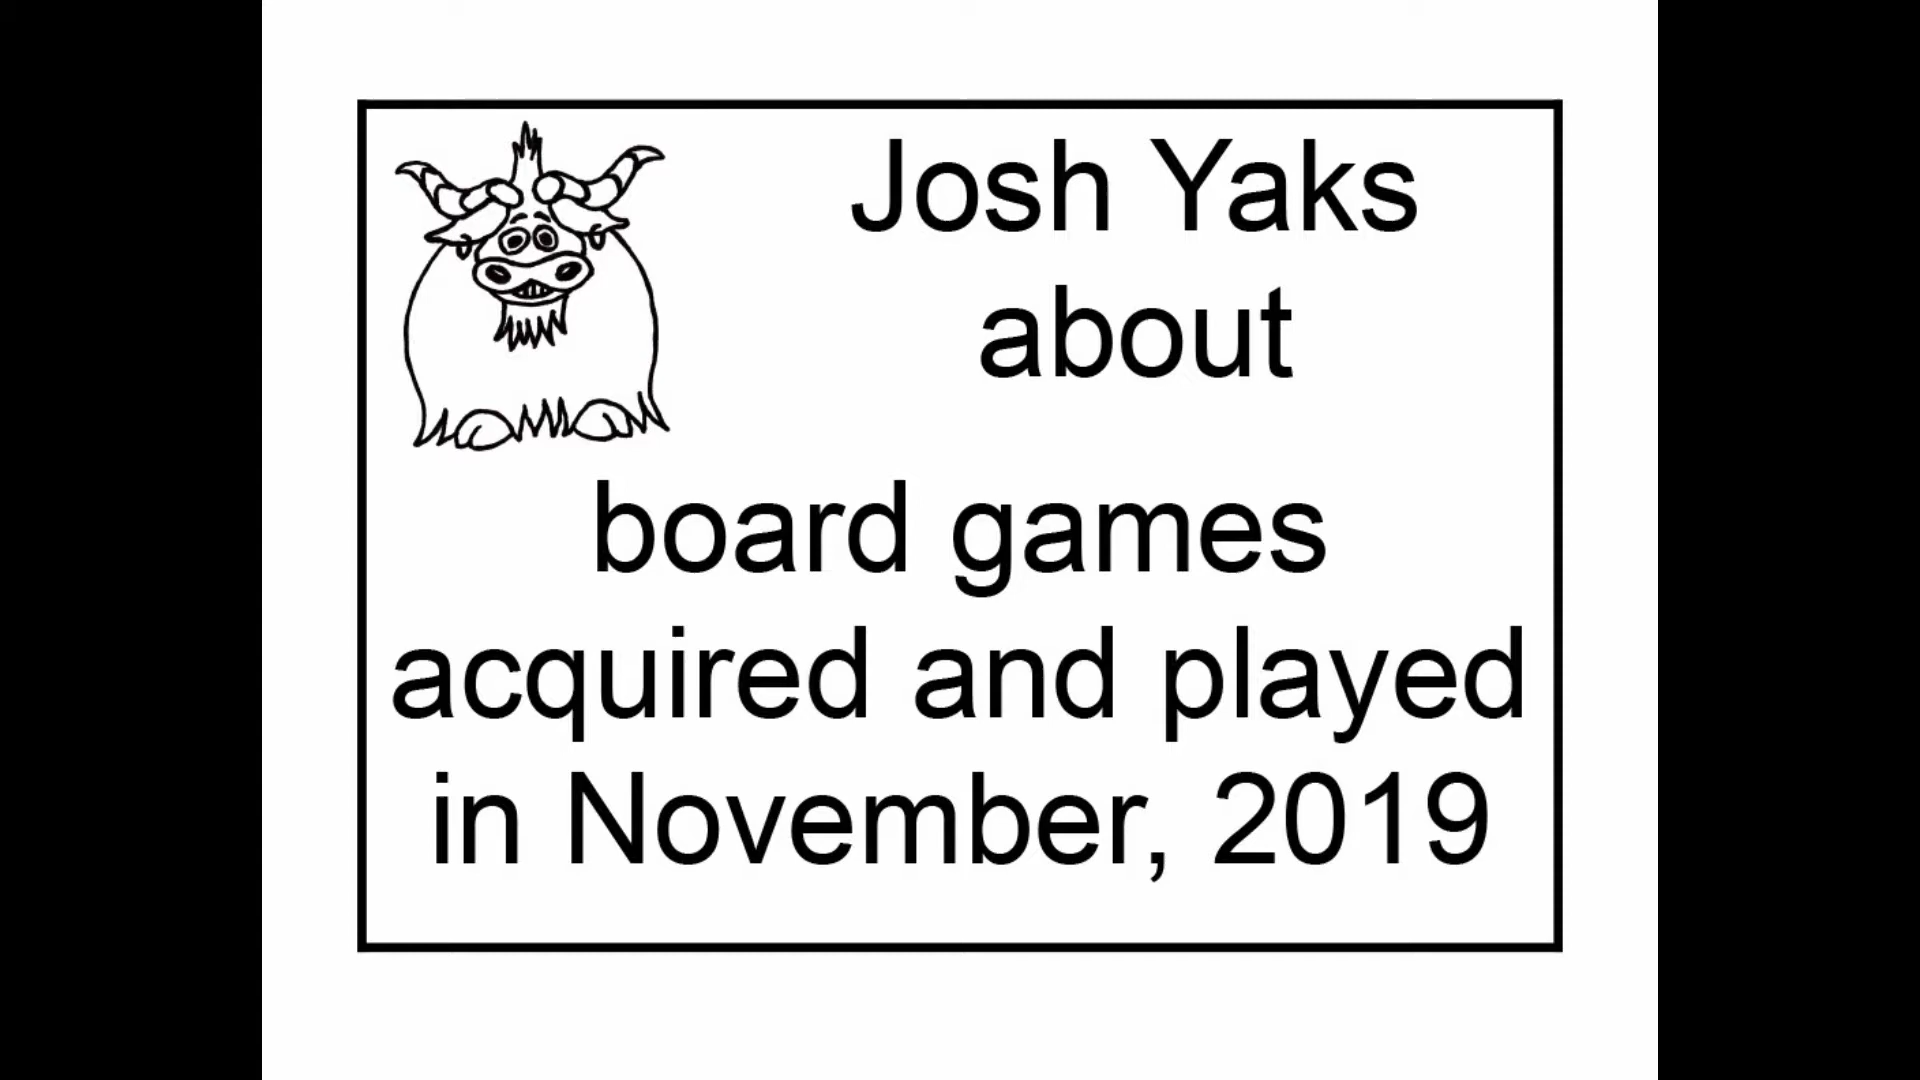 Josh Yaks
about
board games
acquired and played
in November, 2019